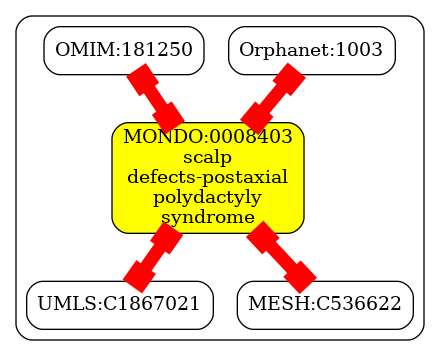 OMIM:181250
Orphanet:1003
MONDO:0008403
scalp
defects-postaxial
polydactyly
syndrome
UMLS:C1867021
MESH:C536622